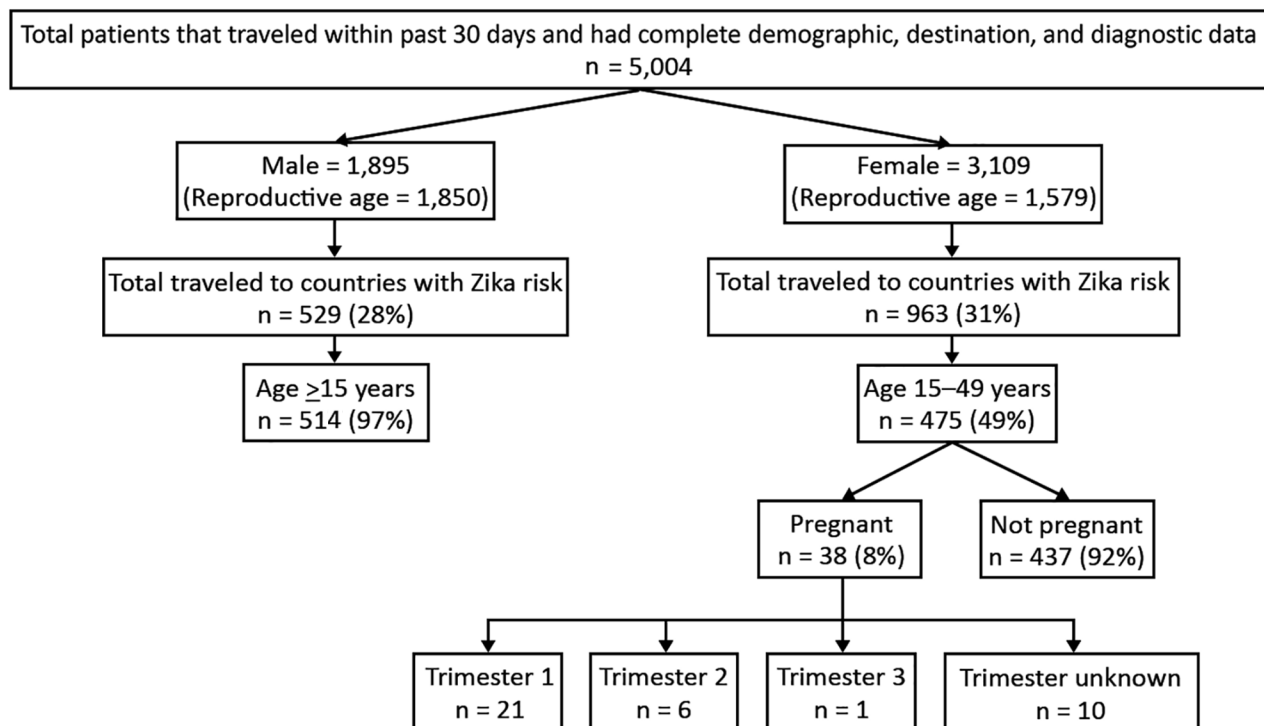 Total patients that traveled within past 30 days and had complete demographic, destination, and diagnostic data
n = 5,004
Male = 1,895
(Reproductive age = 1,850)
Female = 3,109
(Reproductive age = 1,579)
Total traveled to countries with Zika risk
n = 529 (28%)
Total traveled to countries with Zika risk
n = 963 (31%)
Age ≥15 years
n = 514 (97%)
Age 15–49 years
n = 475 (49%)
Pregnant
n = 38 (8%)
Not pregnant
n = 437 (92%)
Trimester 1
n = 21
Trimester 2
n = 6
Trimester 3
n = 1
Trimester unknown
n = 10